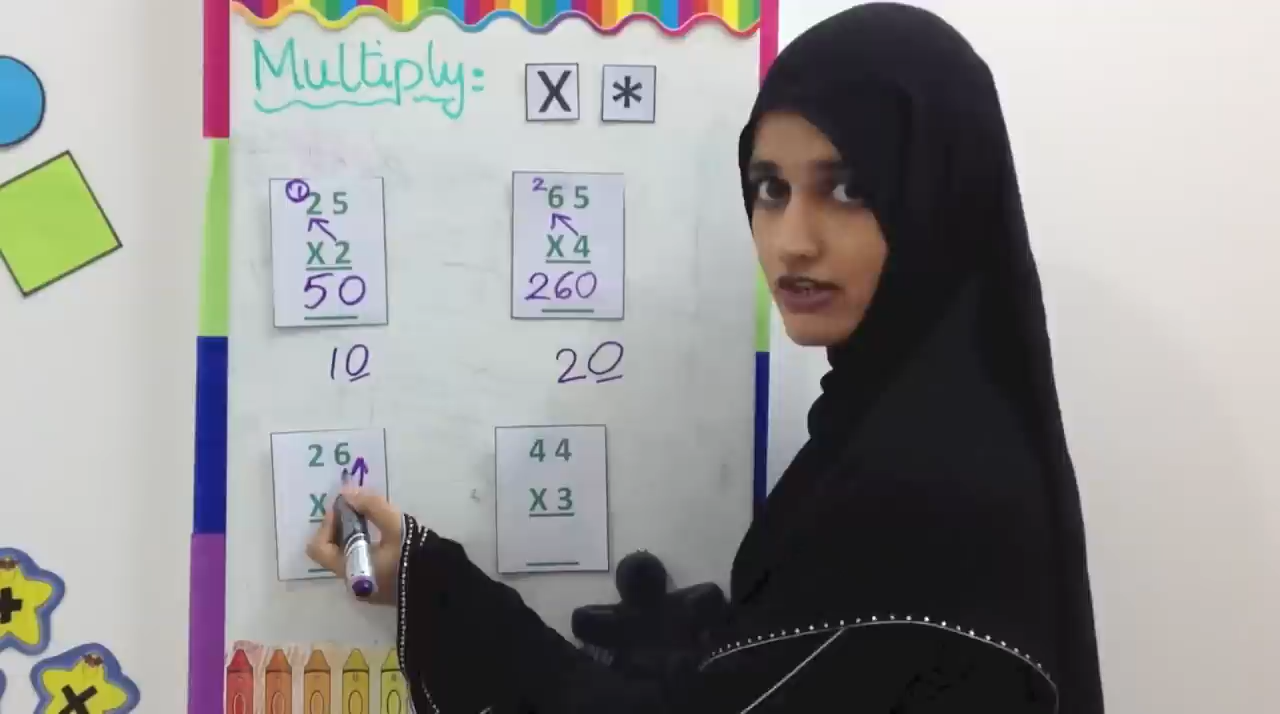 Multiply:
X *
1 2 5
X 2
50
10
2 6 5
X 4
260
20
2 6
X
4 4
X 3
+
X